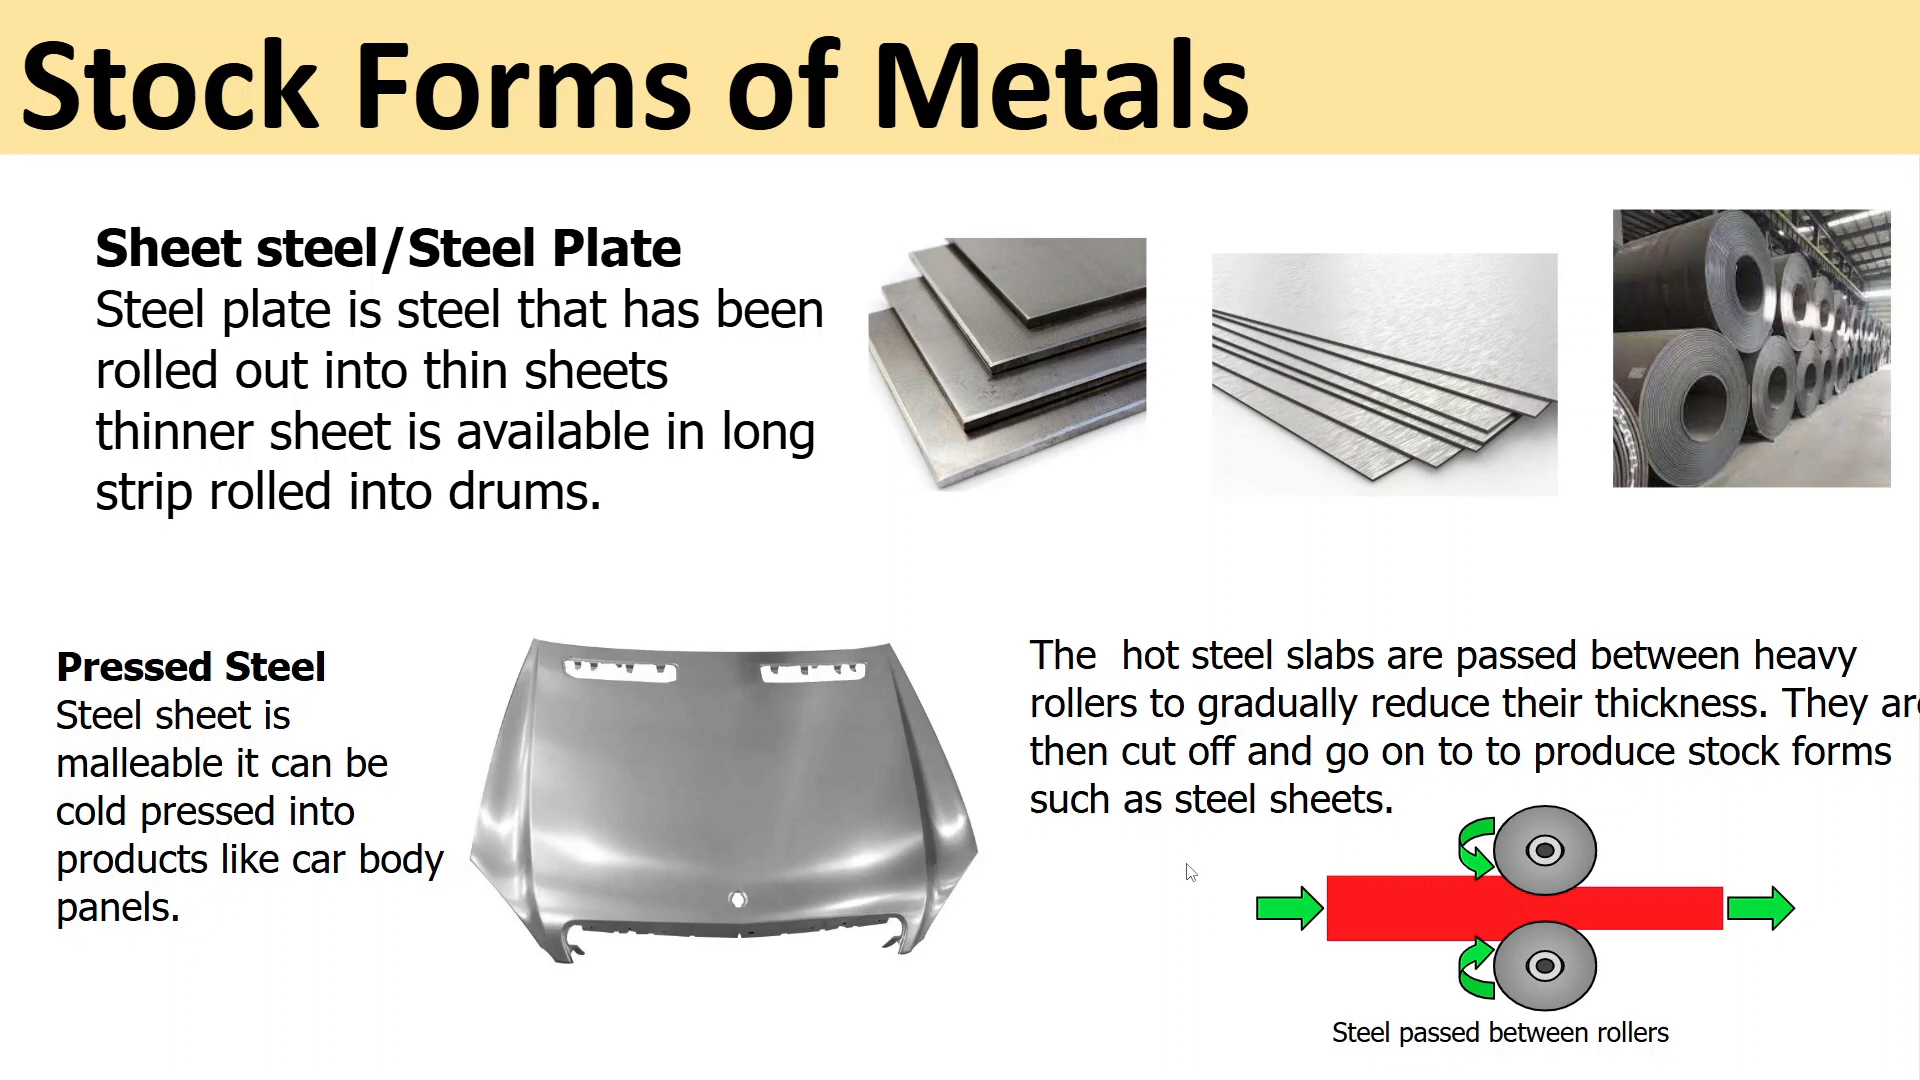 Stock Forms of Metals
Sheet steel/Steel Plate
Steel plate is steel that has been
rolled out into thin sheets
thinner sheet is available in long
strip rolled into drums.
Pressed Steel
Steel sheet is
malleable it can be
cold pressed into
products like car body
panels.
The  hot steel slabs are passed between heavy
rollers to gradually reduce their thickness. They are
then cut off and go on to to produce stock forms
such as steel sheets.
Steel passed between rollers